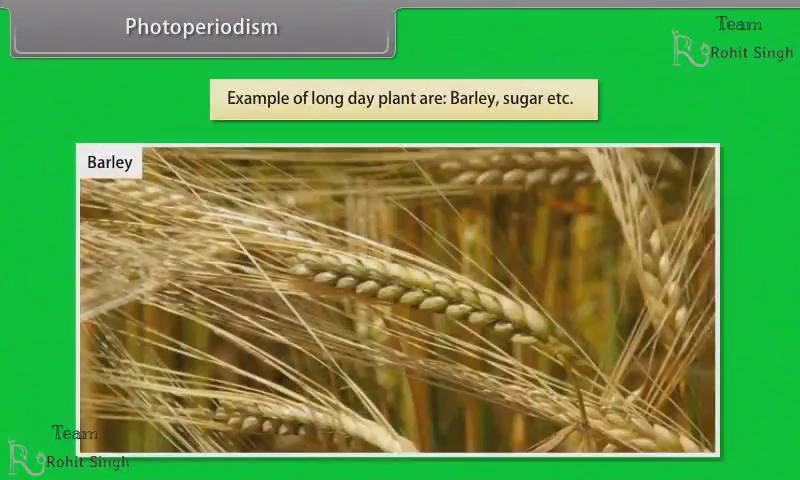 Photoperiodism
Team
Rohit Singh
Example of long day plant are: Barley, sugar etc.
Barley
Team
Rohit Singh